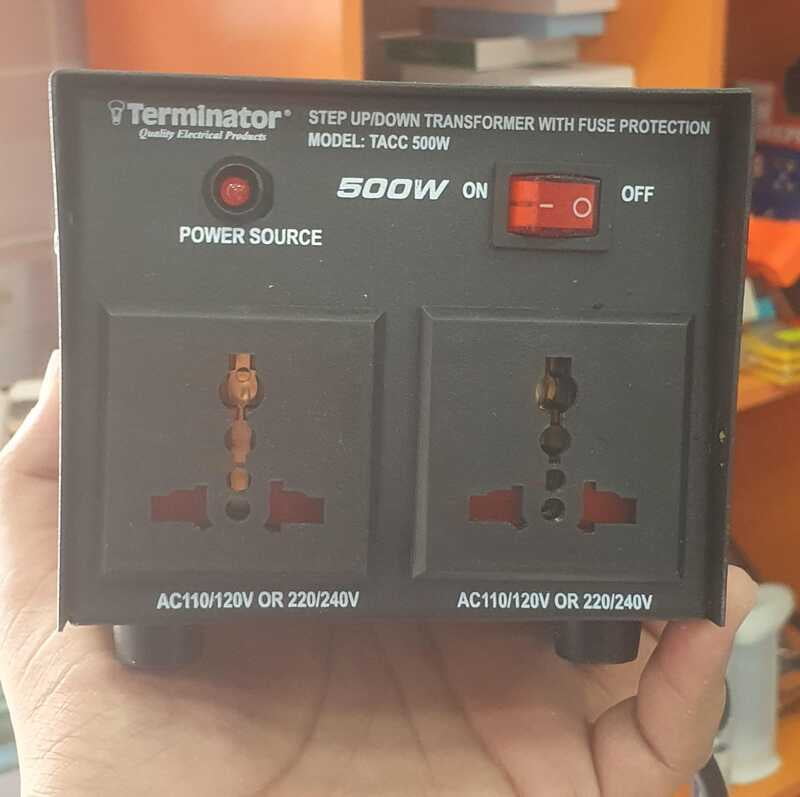 Terminator®
Quality Electrical Products
STEP UP/DOWN TRANSFORMER WITH FUSE PROTECTION
MODEL: TACC 500W
500W ON OFF
POWER SOURCE
AC110/120V OR 220/240V
AC110/120V OR 220/240V